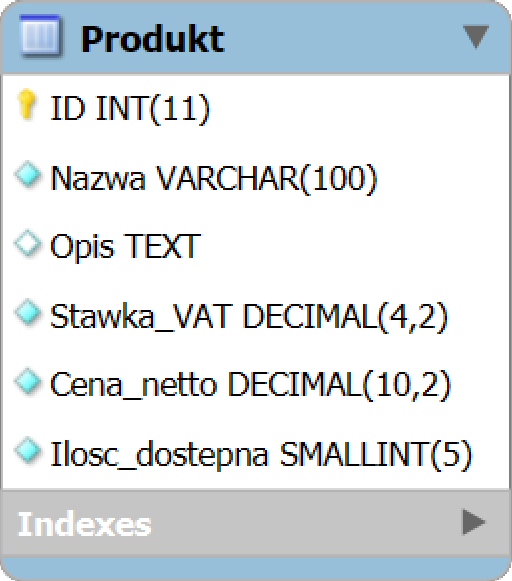 Produkt
ID INT(11)
Nazwa VARCHAR(100)
Opis TEXT
Stawka_VAT DECIMAL(4,2)
Cena_netto DECIMAL(10,2)
Ilosc_dostepna SMALLINT(5)
Indexes